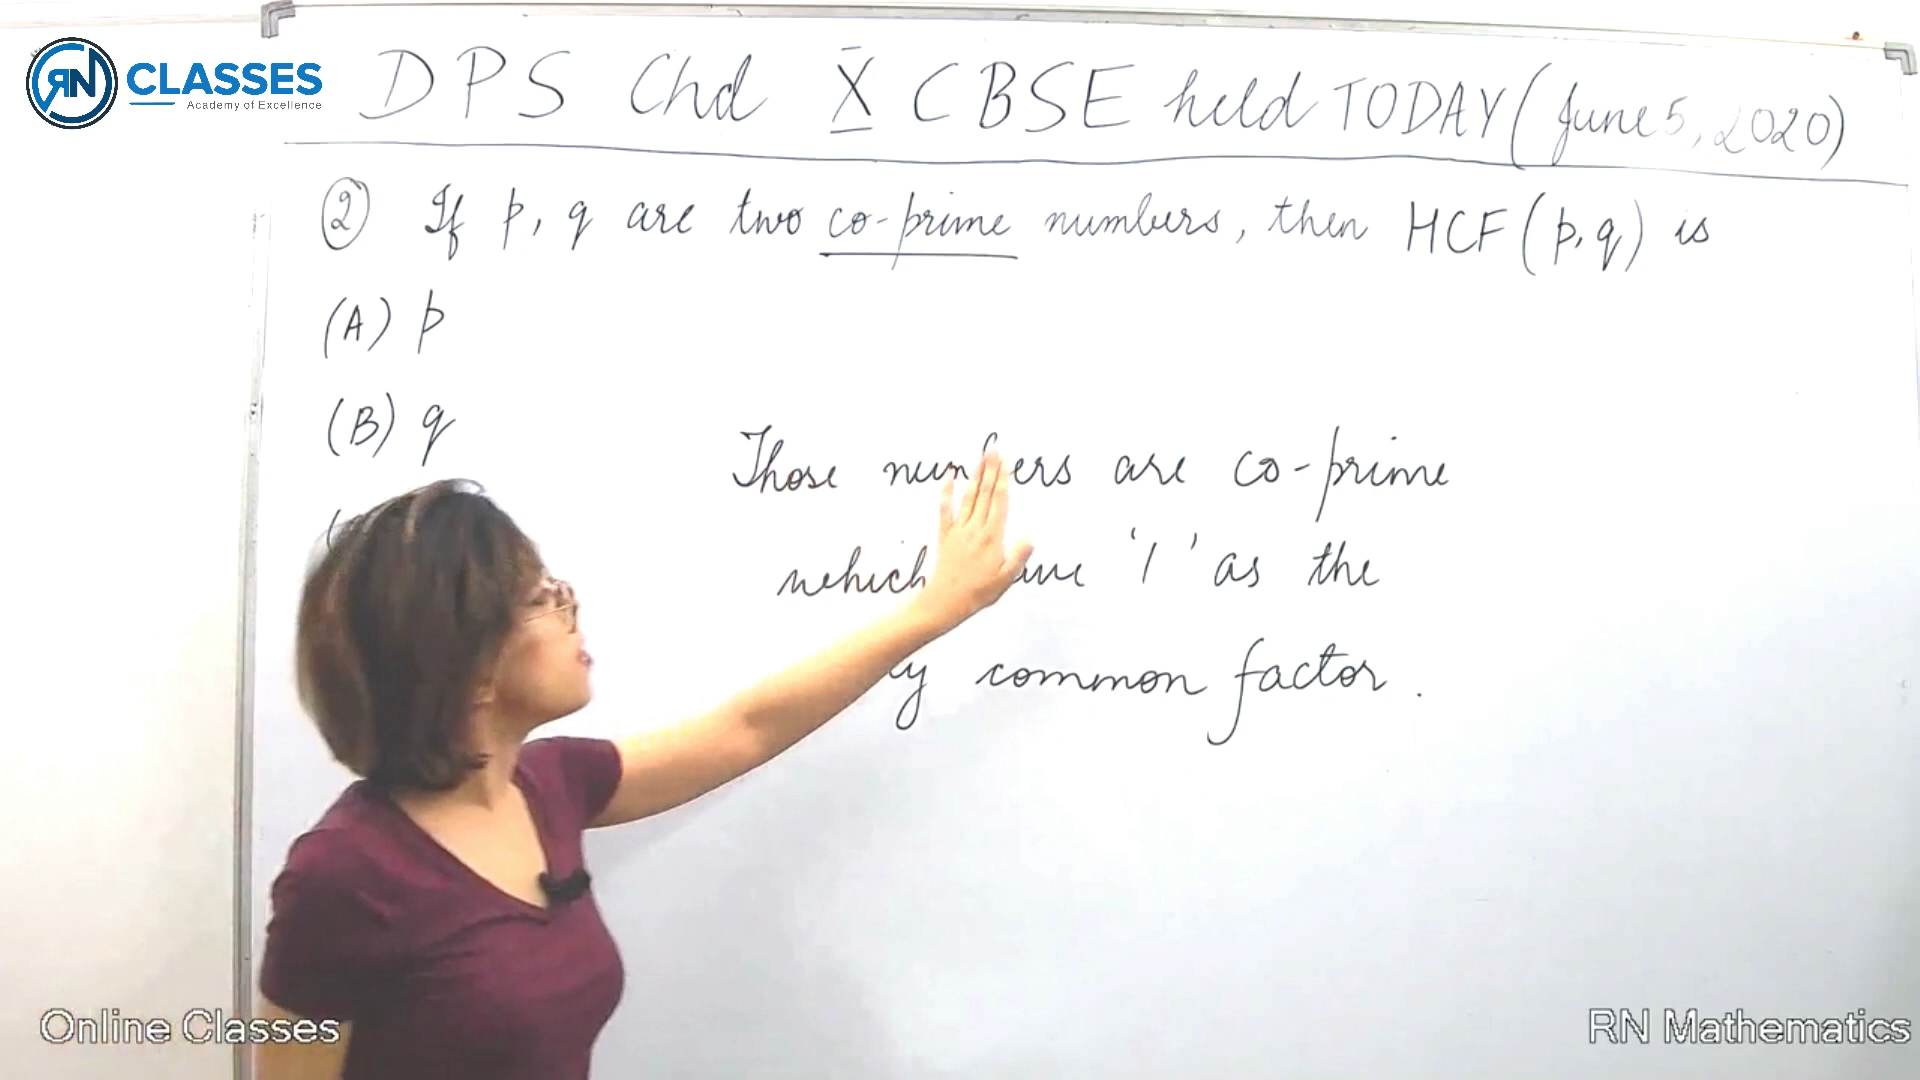 RN CLASSES
Academy of Excellence
DPS Chd X CBSE held TODAY (June 5, 2020)
② If p, q are two co-prime numbers, then HCF (p, q) is
(A) p
(B) q
(
Those numbers are co-prime
which '1' as the
common factor.
Online Classes
RN Mathematics